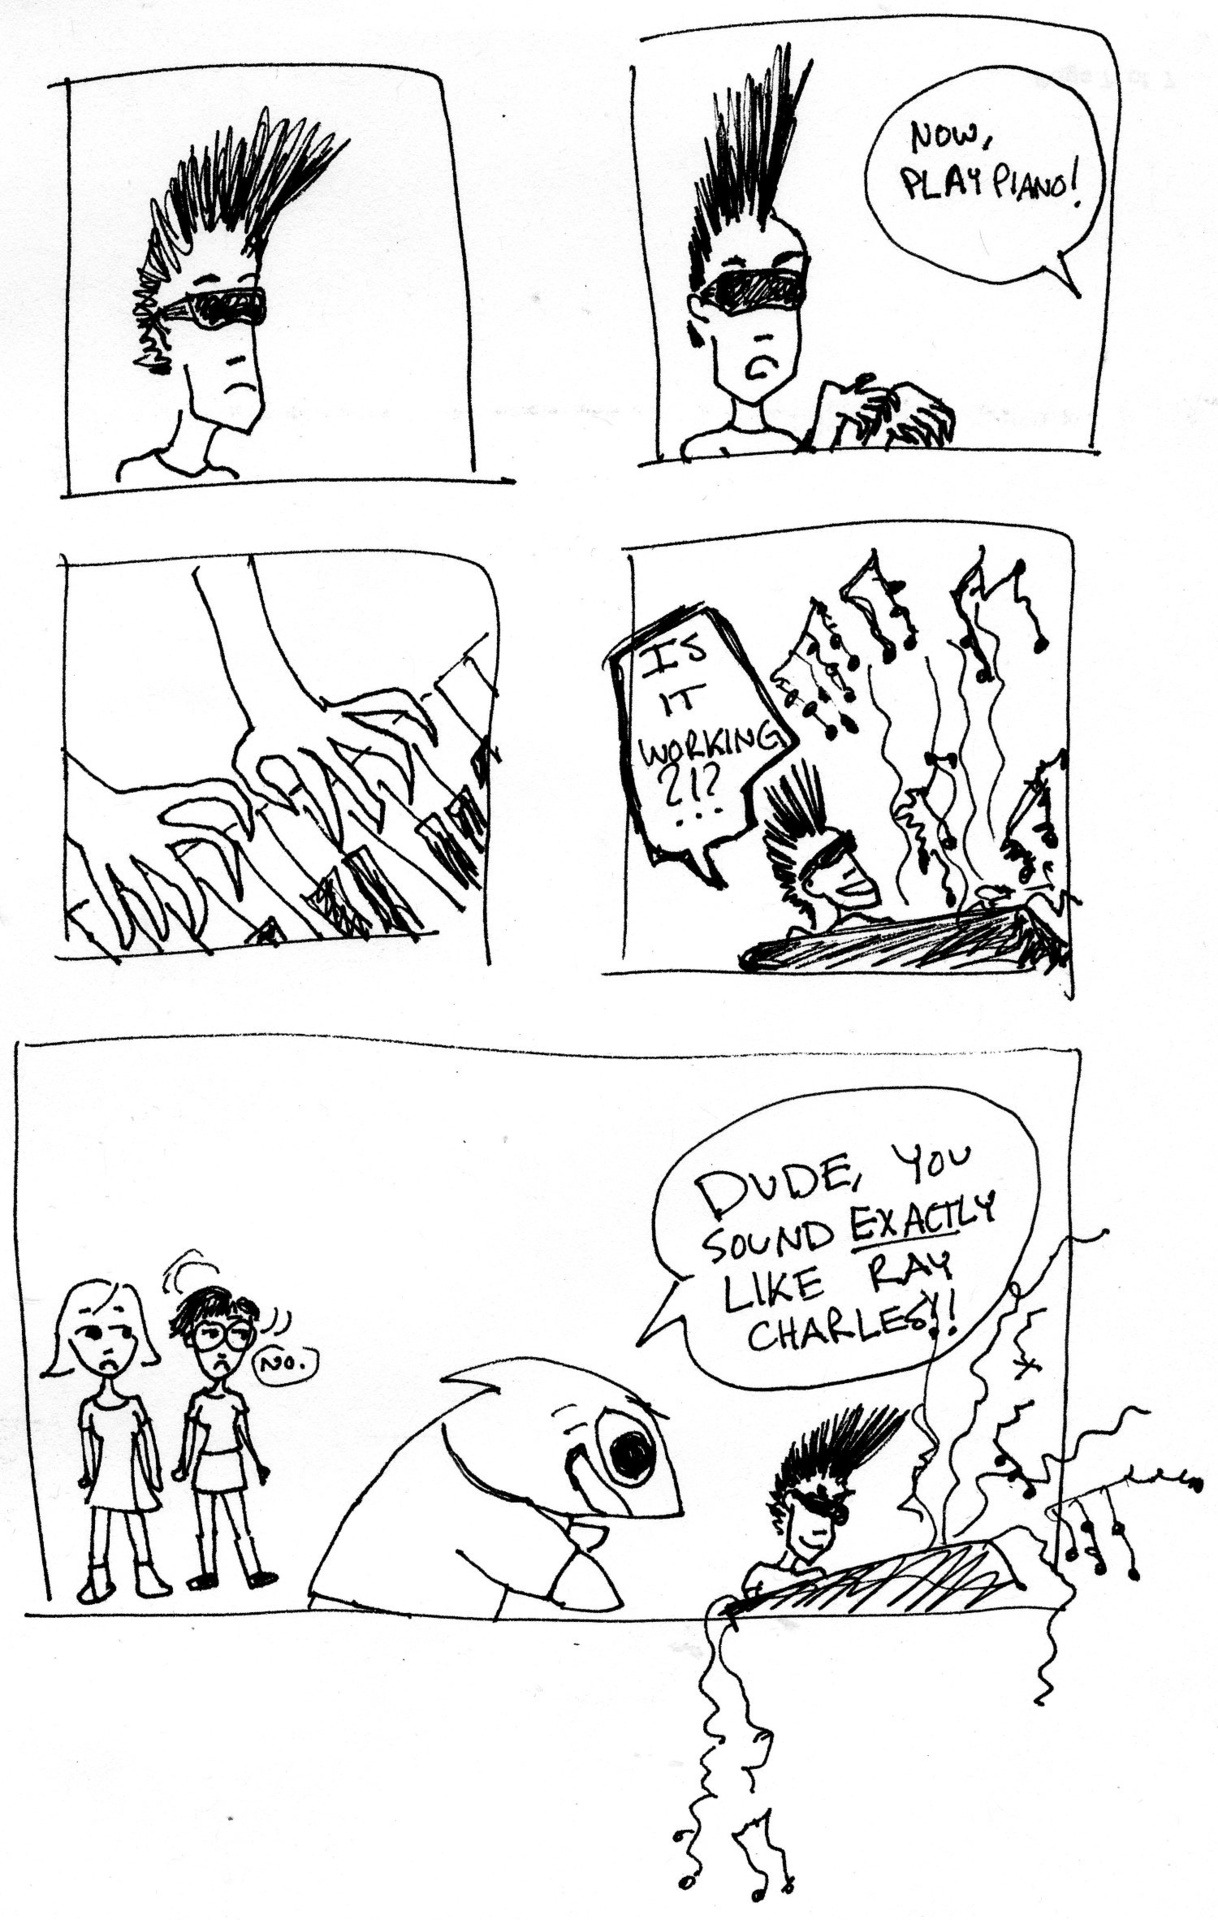 NOW,
PLAY PIANO!
IS
IT
WORKING
?!?
...
DUDE, YOU
SOUND EXACTLY
LIKE RAY
CHARLES!!
NO.